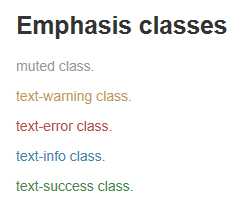 Emphasis classes
muted class.
text-warning class.
text-error class.
text-info class.
text-success class.